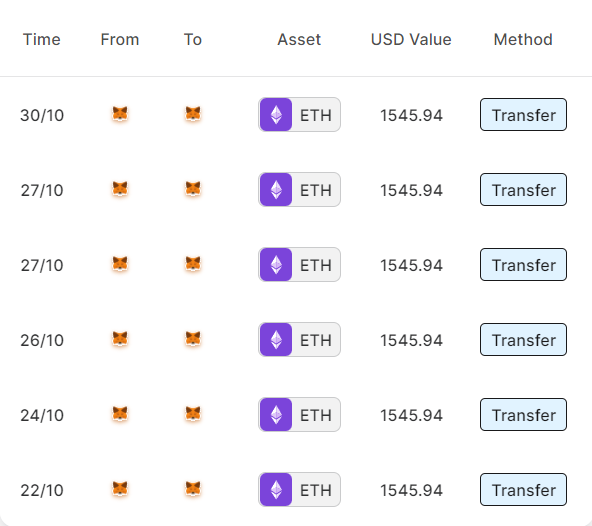 Time From To Asset USD Value Method
30/10 ETH 1545.94 Transfer
27/10 ETH 1545.94 Transfer
27/10 ETH 1545.94 Transfer
26/10 ETH 1545.94 Transfer
24/10 ETH 1545.94 Transfer
22/10 ETH 1545.94 Transfer